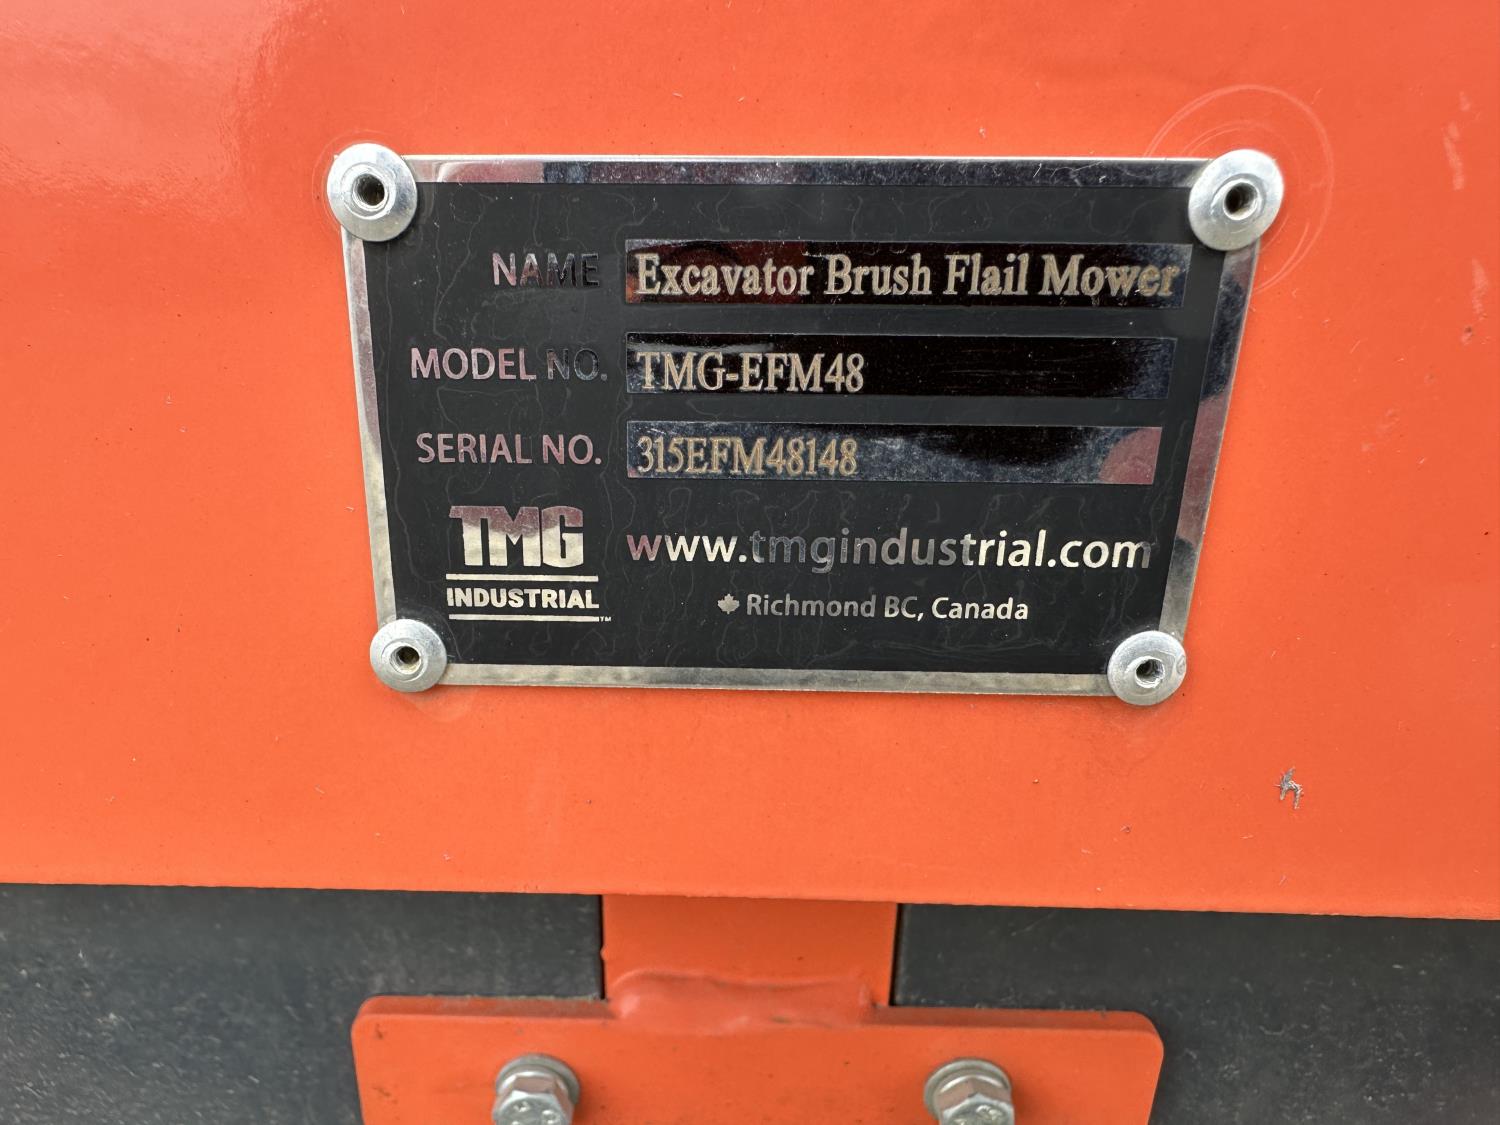 NAME Excavator Brush Flail Mower
MODEL NO. TMG-EFM48
SERIAL NO. 315EFM48148
TMG
INDUSTRIAL™
www.tmgindustrial.com
Richmond BC, Canada